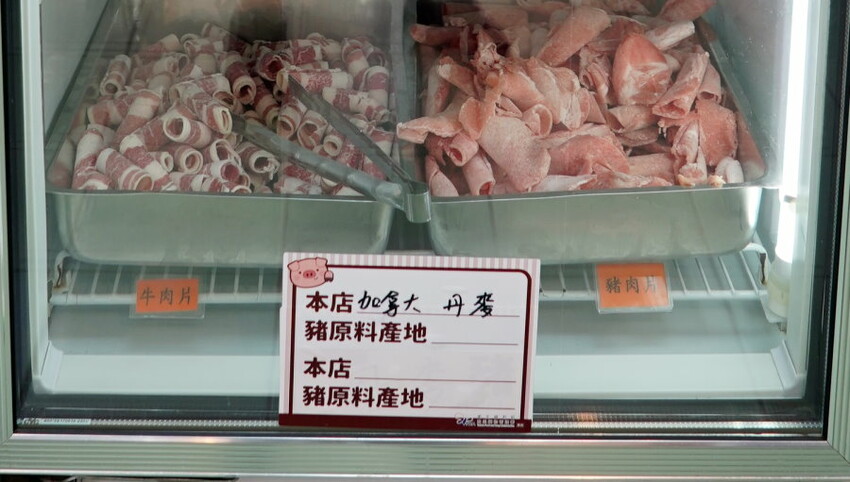 牛肉片
豬肉片
本店加拿大 丹麥
豬原料產地
本店
豬原料產地